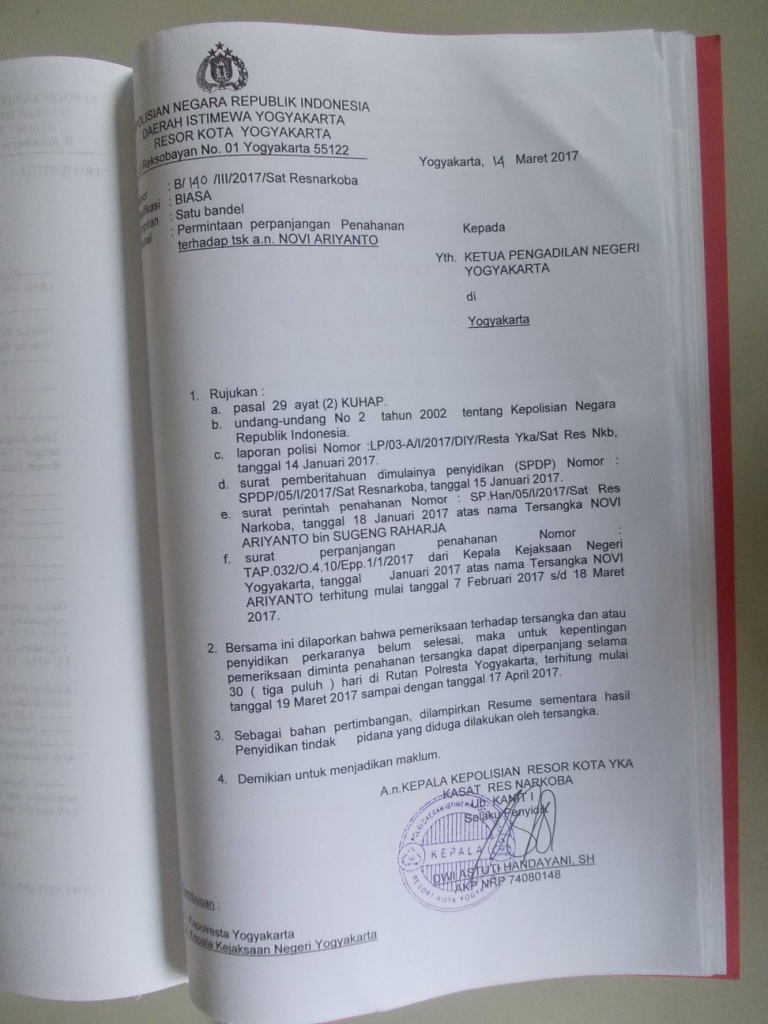 OLISIAN NEGARA REPUBLIK INDONESIA
DAERAH ISTIMEWA YOGYAKARTA
RESOR KOTA YOGYAKARTA
Reksobayan No. 01 Yogyakarta 55122
Yogyakarta, 14 Maret 2017
: B/ 140 /III/2017/Sat Resnarkoba
: BIASA
: Satu bandel
: Permintaan perpanjangan Penahanan
terhadap tsk a.n. NOVI ARIYANTO
Kepada
Yth. KETUA PENGADILAN NEGERI
YOGYAKARTA
di
Yogyakarta
1. Rujukan :
a. pasal 29 ayat (2) KUHAP.
b. undang-undang No 2 tahun 2002 tentang Kepolisian Negara
Republik Indonesia.
c. laporan polisi Nomor :LP/03-A/I/2017/DIY/Resta Yka/Sat Res Nkb,
tanggal 14 Januari 2017.
d. surat pemberitahuan dimulainya penyidikan (SPDP) Nomor :
SPDP/05/I/2017/Sat Resnarkoba, tanggal 15 Januari 2017.
e. surat perintah penahanan Nomor : SP.Han/05/I/2017/Sat Res
Narkoba, tanggal 18 Januari 2017 atas nama Tersangka NOVI
ARIYANTO bin SUGENG RAHARJA
f. surat perpanjangan penahanan Nomor :
TAP.032/O.4.10/Epp.1/1/2017 dari Kepala Kejaksaan Negeri
Yogyakarta, tanggal Januari 2017 atas nama Tersangka NOVI
ARIYANTO terhitung mulai tanggal 7 Februari 2017 s/d 18 Maret
2017.
2. Bersama ini dilaporkan bahwa pemeriksaan terhadap tersangka dan atau
penyidikan perkaranya belum selesai, maka untuk kepentingan
pemeriksaan diminta penahanan tersangka dapat diperpanjang selama
30 ( tiga puluh ) hari di Rutan Polresta Yogyakarta, terhitung mulai
tanggal 19 Maret 2017 sampai dengan tanggal 17 April 2017.
3. Sebagai bahan pertimbangan, dilampirkan Resume sementara hasil
Penyidikan tindak pidana yang diduga dilakukan oleh tersangka.
4. Demikian untuk menjadikan maklum.
A.n.KEPALA KEPOLISIAN RESOR KOTA YKA
KASAT RES NARKOBA
Ub. KANIT I
Selaku Penyidik
KEPALA
DWI ASTUTI HANDAYANI, SH
AKP NRP 74080148
Kepolresta Yogyakarta
Kepala Kejaksaan Negeri Yogyakarta